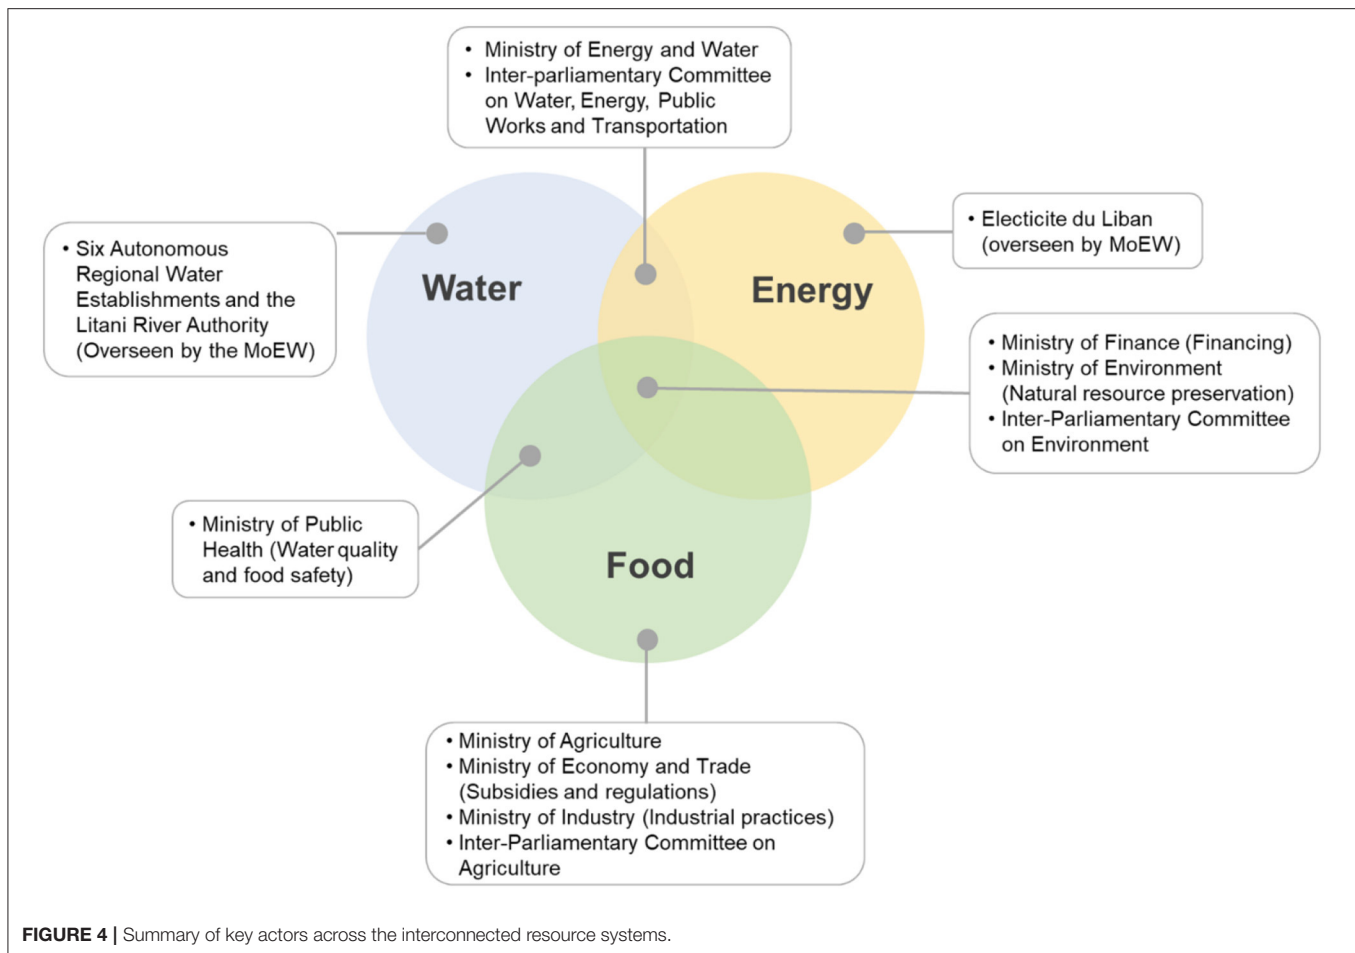 • Ministry of Energy and Water
• Inter-parliamentary Committee
on Water, Energy, Public
Works and Transportation
• Electicite du Liban
(overseen by MoEW)
• Six Autonomous
Regional Water
Establishments and the
Litani River Authority
(Overseen by the MoEW)
Water
Energy
• Ministry of Finance (Financing)
• Ministry of Environment
(Natural resource preservation)
• Inter-Parliamentary Committee
on Environment
• Ministry of Public
Health (Water quality
and food safety)
Food
• Ministry of Agriculture
• Ministry of Economy and Trade
(Subsidies and regulations)
• Ministry of Industry (Industrial practices)
• Inter-Parliamentary Committee on
Agriculture
FIGURE 4 | Summary of key actors across the interconnected resource systems.